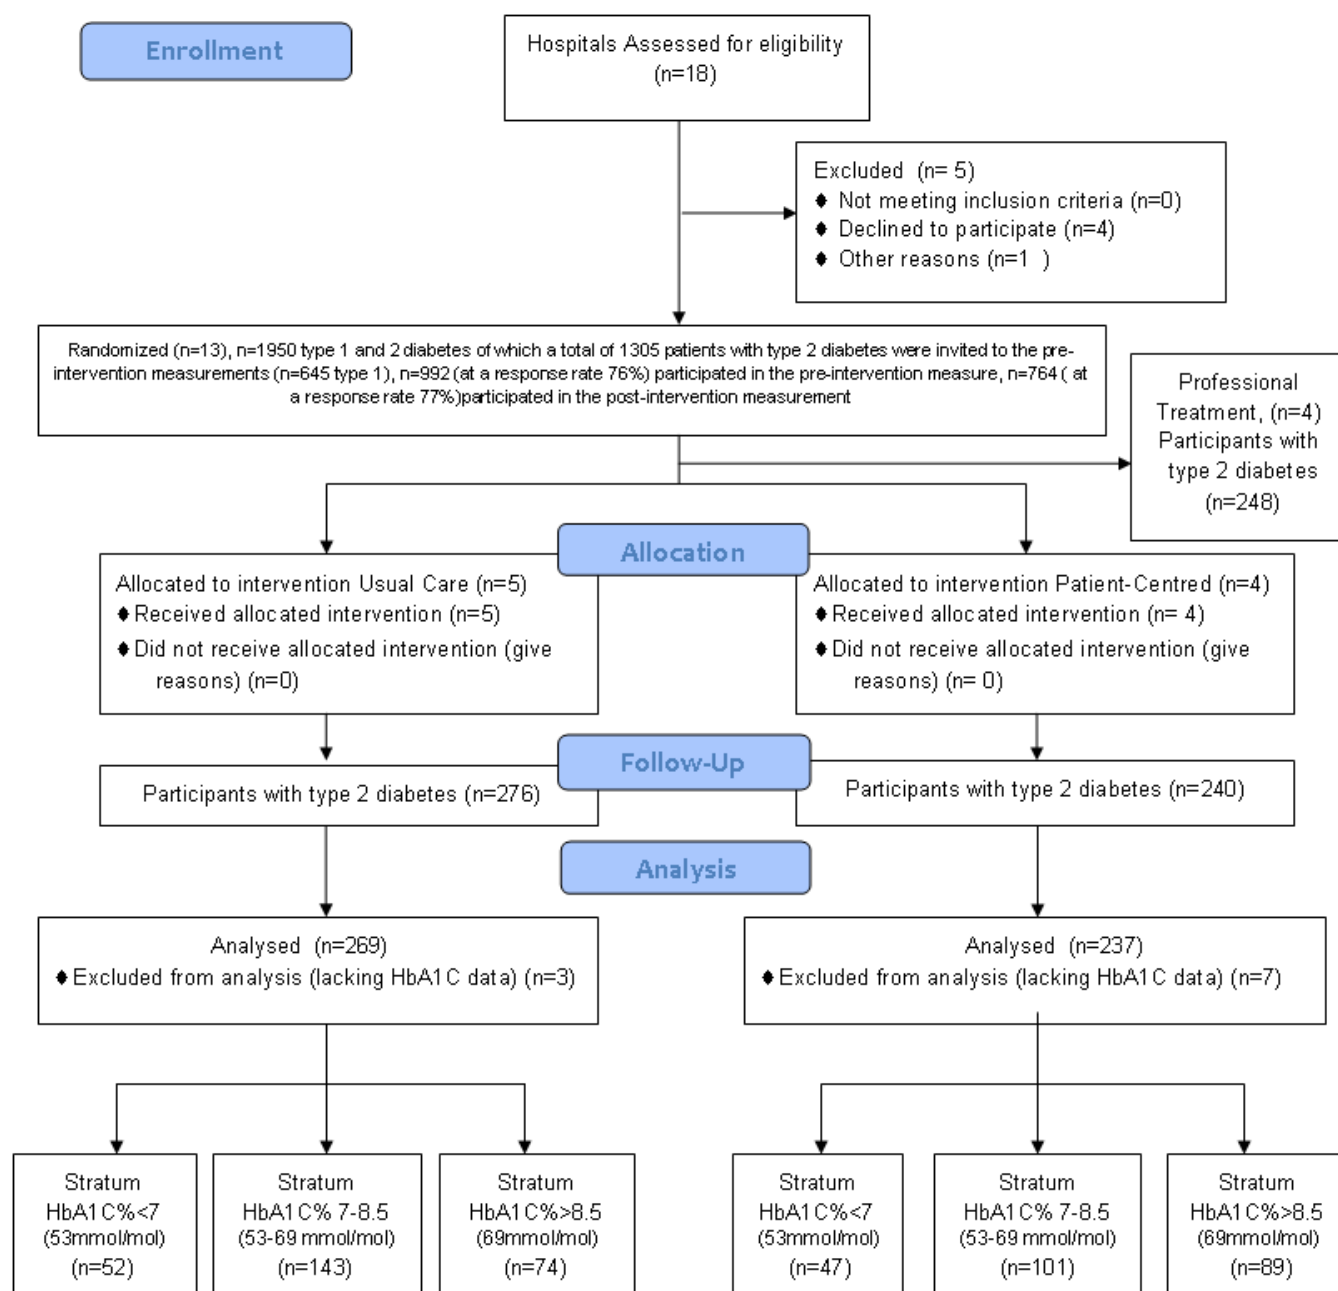 Enrollment
Hospitals Assessed for eligibility
(n=18)
Excluded (n= 5)
♦ Not meeting inclusion criteria (n=0)
♦ Declined to participate (n=4)
♦ Other reasons (n=1 )
Randomized (n=13), n=1950 type 1 and 2 diabetes of which a total of 1305 patients with type 2 diabetes were invited to the pre-
intervention measurements (n=645 type 1), n=992 (at a response rate 76%) participated in the pre-intervention measure, n=764 ( at
a response rate 77%)participated in the post-intervention measurement
Professional
Treatment, (n=4)
Participants with
type 2 diabetes
(n=248)
Allocation
Allocated to intervention Usual Care (n=5)
♦ Received allocated intervention (n=5)
♦ Did not receive allocated intervention (give
reasons) (n=0)
Allocated to intervention Patient-Centred (n=4)
♦ Received allocated intervention (n= 4)
♦ Did not receive allocated intervention (give
reasons) (n= 0)
Follow-Up
Participants with type 2 diabetes (n=276)
Participants with type 2 diabetes (n=240)
Analysis
Analysed (n=269)
♦ Excluded from analysis (lacking HbA1C data) (n=3)
Analysed (n=237)
♦ Excluded from analysis (lacking HbA1C data) (n=7)
Stratum
HbA1C%<7
(53mmol/mol)
(n=52)
Stratum
HbA1C% 7-8.5
(53-69 mmol/mol)
(n=143)
Stratum
HbA1C%>8.5
(69mmol/mol)
(n=74)
Stratum
HbA1C%<7
(53mmol/mol)
(n=47)
Stratum
HbA1C% 7-8.5
(53-69 mmol/mol)
(n=101)
Stratum
HbA1C%>8.5
(69mmol/mol)
(n=89)